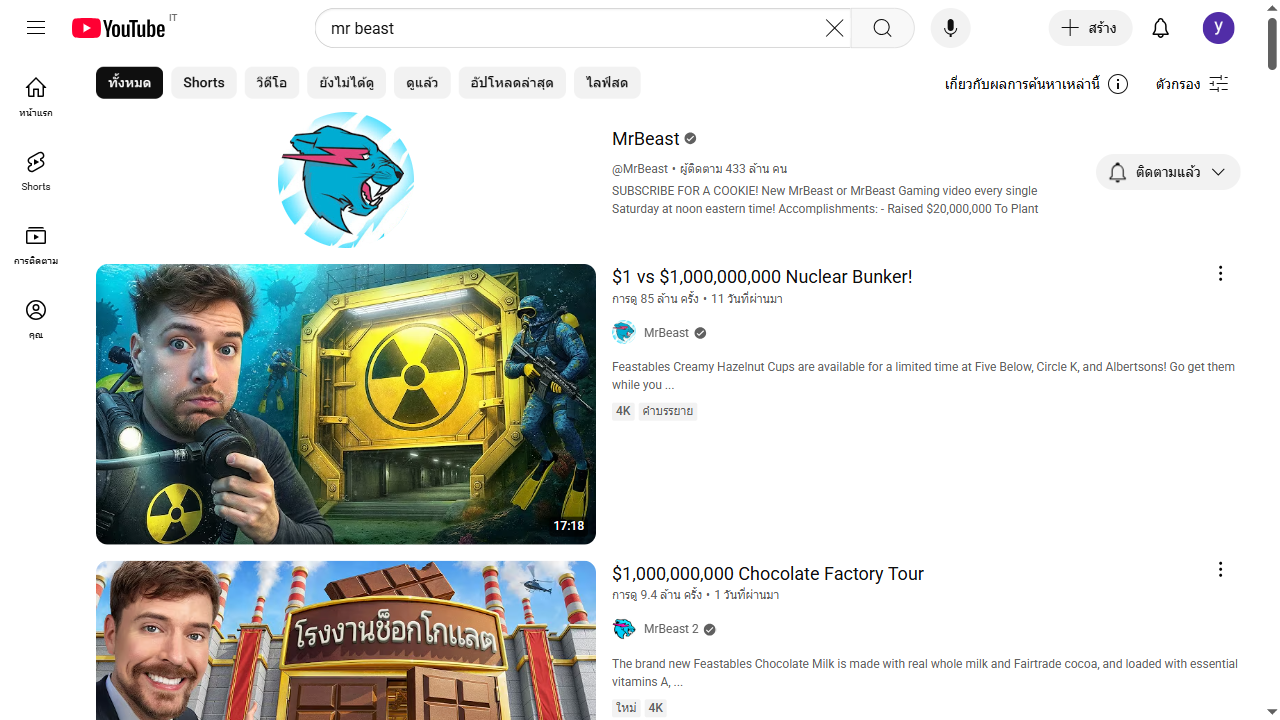 YouTube IT
mr beast
สร้าง
y
ทั้งหมด
Shorts
วิดีโอ
ยังไม่ได้ดู
ดูแล้ว
อัปโหลดล่าสุด
ไลฟ์สด
เกี่ยวกับผลการค้นหาเหล่านี้
ตัวกรอง
หน้าแรก
Shorts
การติดตาม
คุณ
MrBeast
@MrBeast • ผู้ติดตาม 433 ล้าน คน
SUBSCRIBE FOR A COOKIE! New MrBeast or MrBeast Gaming video every single
Saturday at noon eastern time! Accomplishments: - Raised $20,000,000 To Plant
ติดตามแล้ว
17:18
$1 vs $1,000,000,000 Nuclear Bunker!
การดู 85 ล้าน ครั้ง • 11 วันที่ผ่านมา
MrBeast
Feastables Creamy Hazelnut Cups are available for a limited time at Five Below, Circle K, and Albertsons! Go get them
while you ...
4K
คำบรรยาย
โรงงานช็อกโกแลต
$1,000,000,000 Chocolate Factory Tour
การดู 9.4 ล้าน ครั้ง • 1 วันที่ผ่านมา
MrBeast 2
The brand new Feastables Chocolate Milk is made with real whole milk and Fairtrade cocoa, and loaded with essential
vitamins A, ...
ใหม่
4K